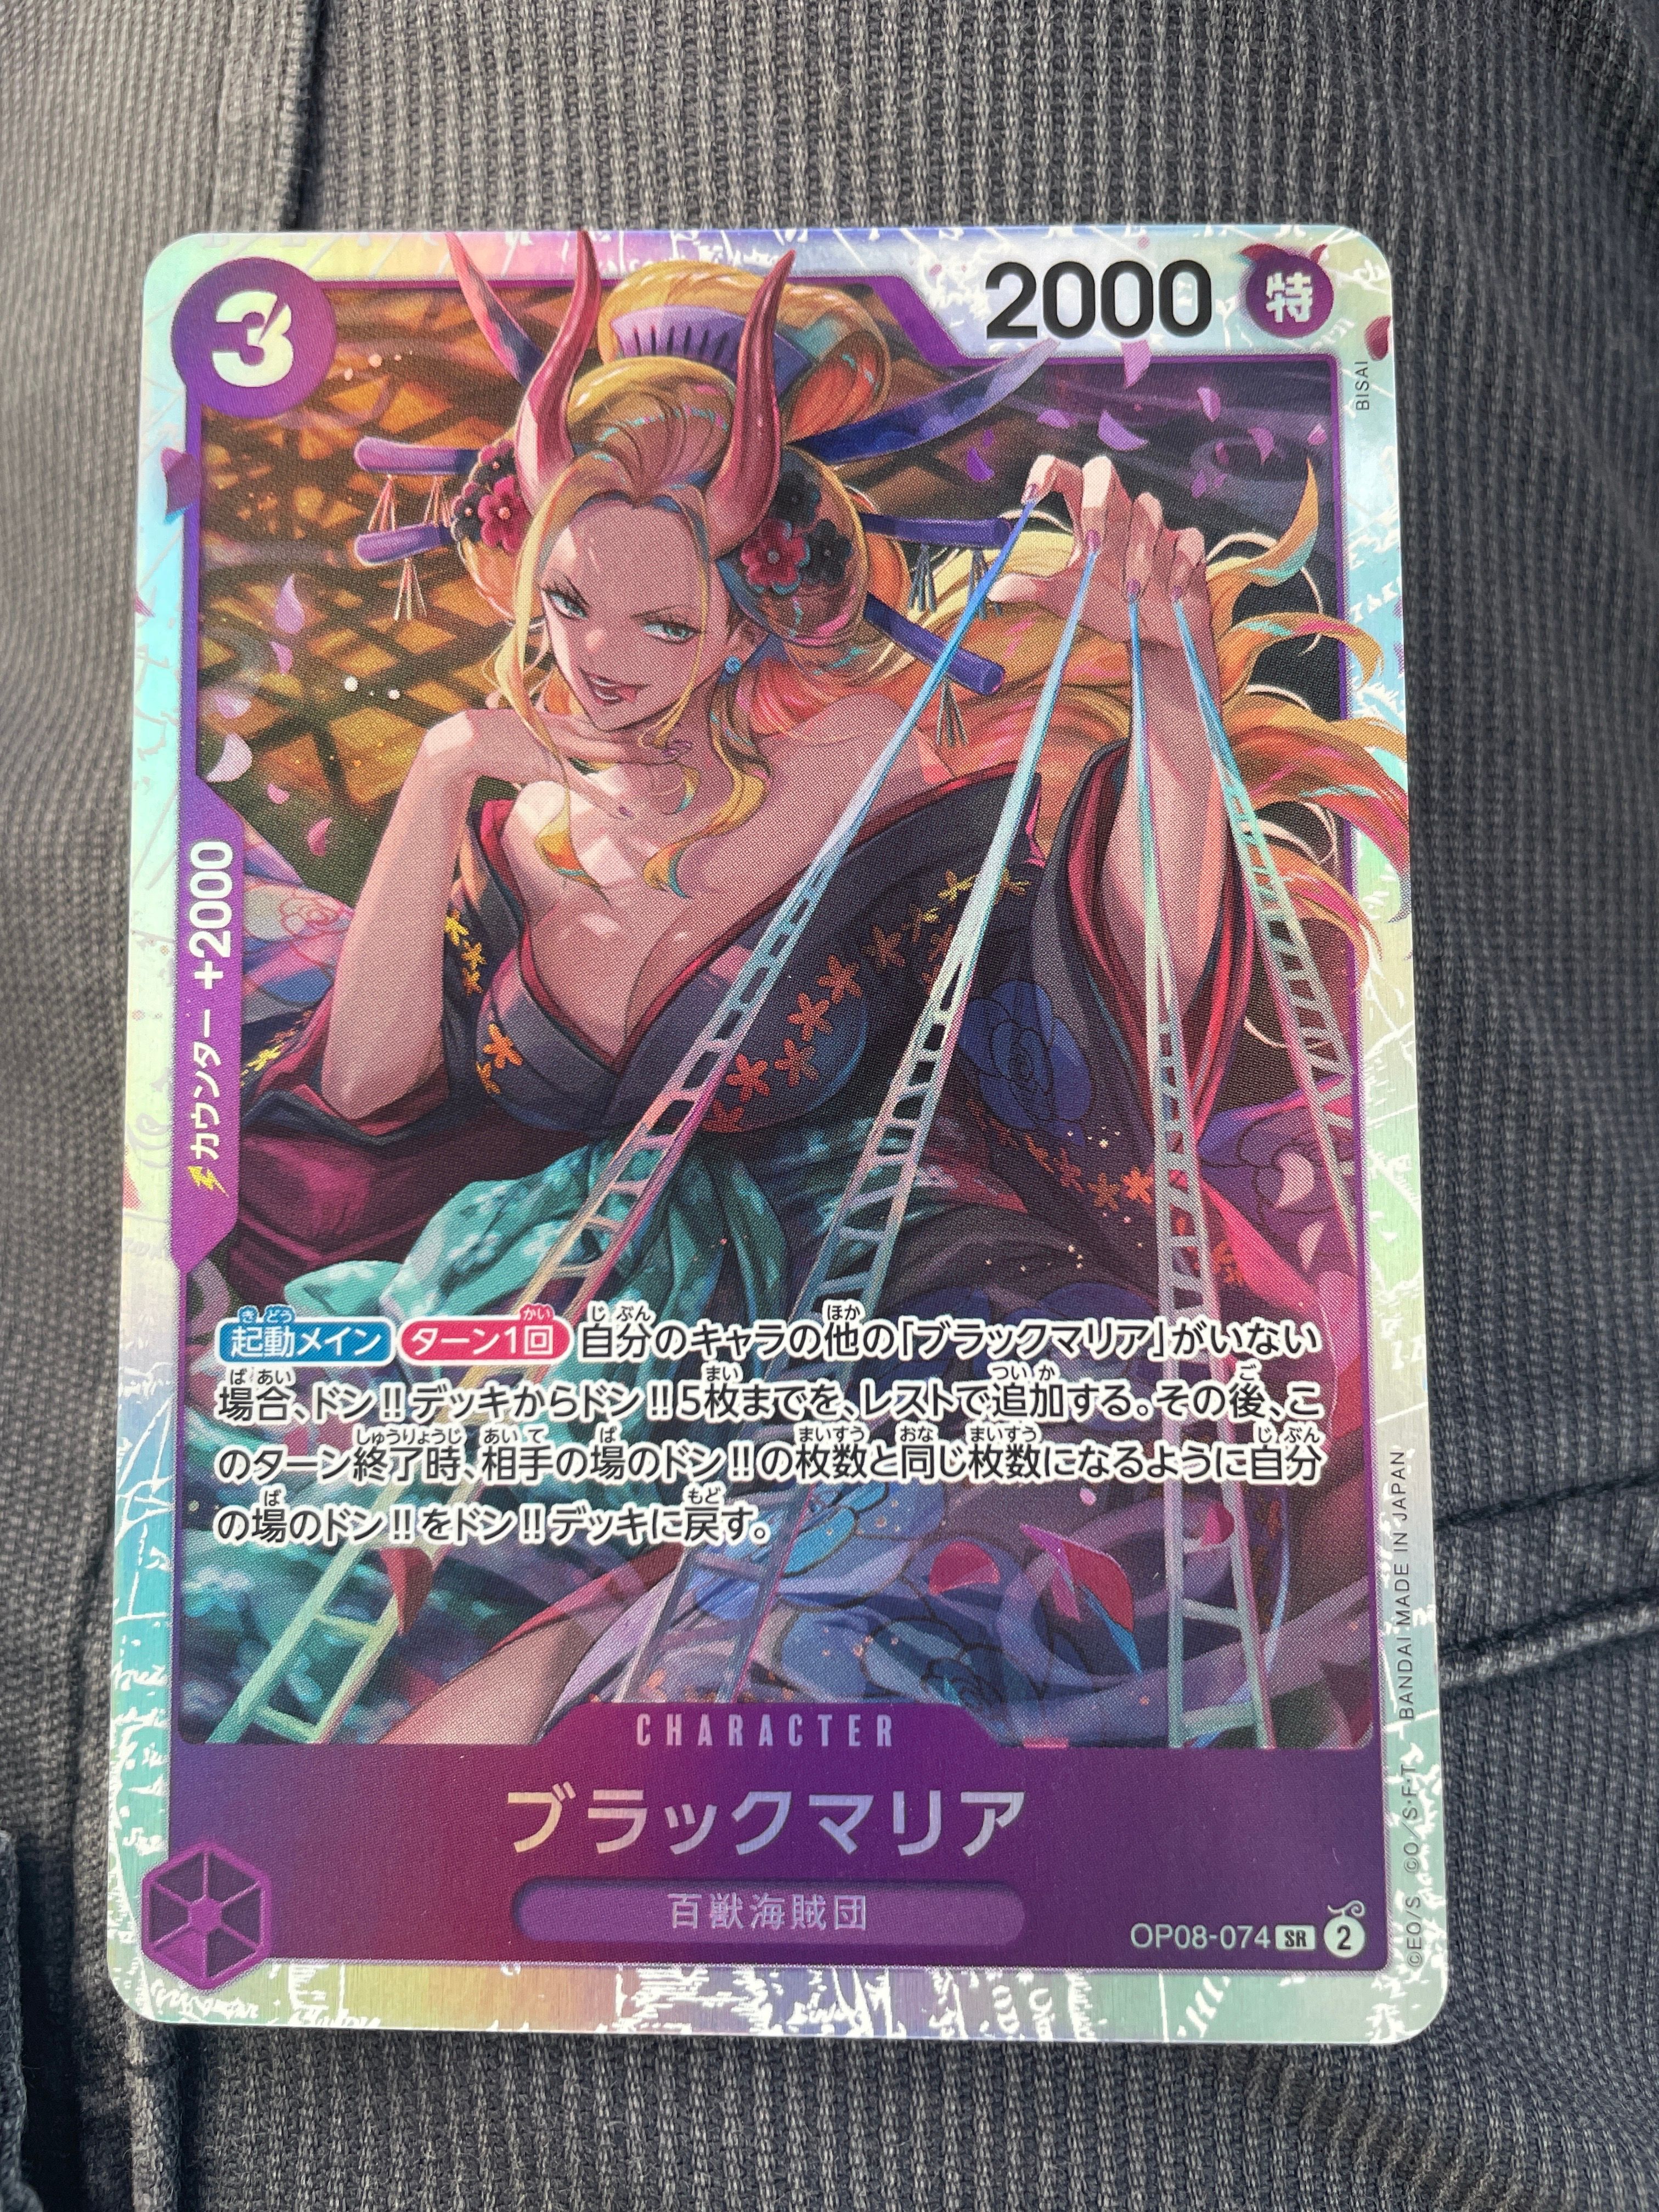 3
2000
特
BISAI
カウンター +2000
起動メイン ターン1回 自分のキャラの他の「ブラックマリア」がいない
場合、ドン!!デッキからドン!!5枚までを、レストで追加する。その後、こ
のターン終了時、相手の場のドン!!の枚数と同じ枚数になるように自分
の場のドン!!をドン!!デッキに戻す。
CHARACTER
ブラックマリア
百獣海賊団
OP08-074 SR 2
©EO/S ©O/S・F・T BANDAI MADE IN JAPAN